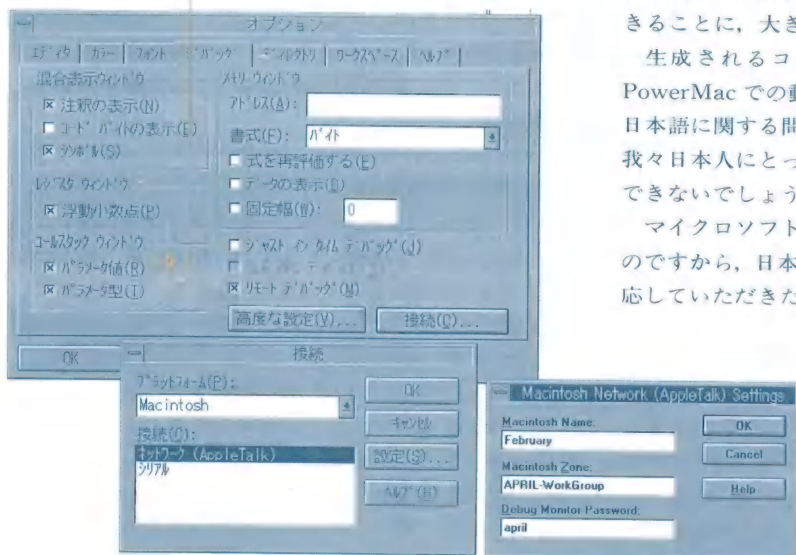 オプション
エディタ カラー フォント デバッグ ディレクトリ ワークスペース ヘルプ
混合表示ウィンドウ
注釈の表示(N)
コード バイトの表示(E)
シンボル(S)
レジスタ ウィンドウ
浮動小数点(P)
コールスタック ウィンドウ
パラメータ値(R)
パラメータ型(T)
メモリ ウィンドウ
アドレス(A):
書式(F): バイト
式を再評価する(E)
データの表示(D)
固定幅(W): 0
ジャスト イン タイム デバッグ(J)
リモート デバッグ(M)
高度な設定(V)... 接続(C)...
OK
接続
プラットフォーム(P):
Macintosh
接続(C):
ネットワーク (AppleTalk)
シリアル
OK
キャンセル
設定(S)...
ヘルプ(H)
Macintosh Network (AppleTalk) Settings
Macintosh Name:
February
Macintosh Zone:
APRIL-WorkGroup
Debug Monitor Password:
april
OK
Cancel
Help
きることに，大き
生成されるコ
PowerMac での動
日本語に関する問
我々日本人にとっ
できないでしょう
マイクロソフト
のですから，日本
応していただきた